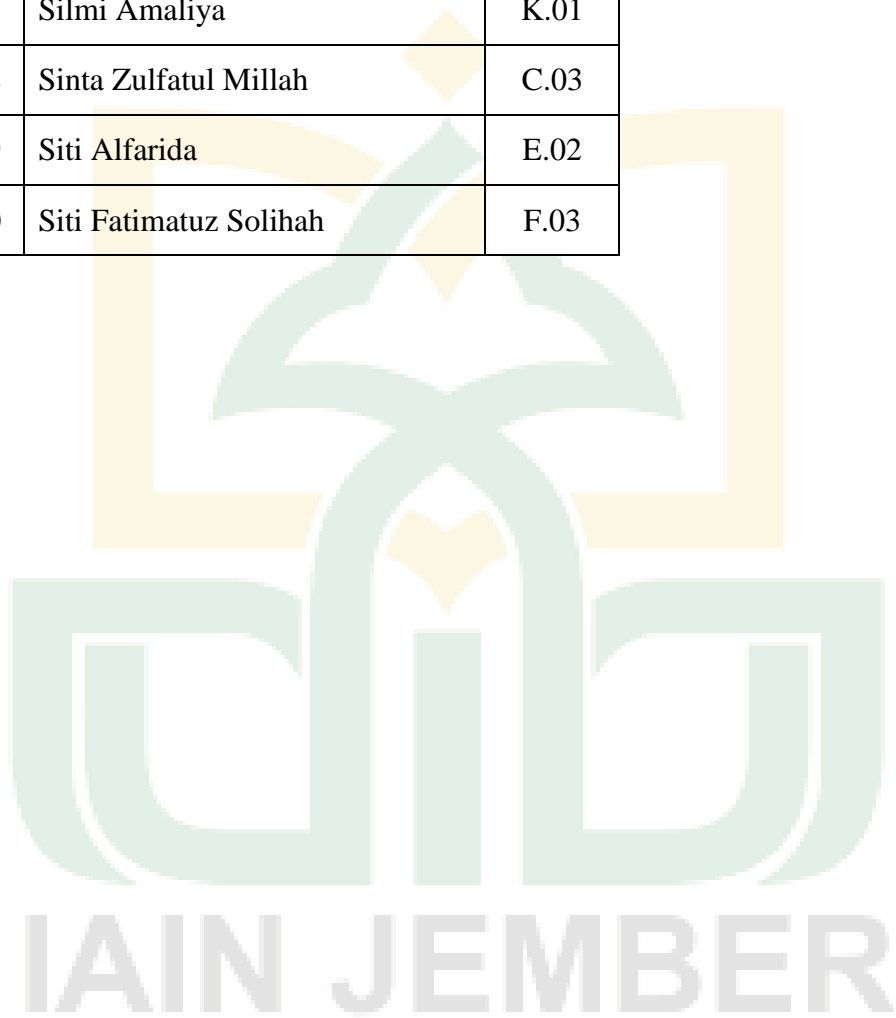 Silmi Amaliya K.01
Sinta Zulfatul Millah C.03
Siti Alfarida E.02
Siti Fatimatuz Solihah F.03
IAIN JEMBER